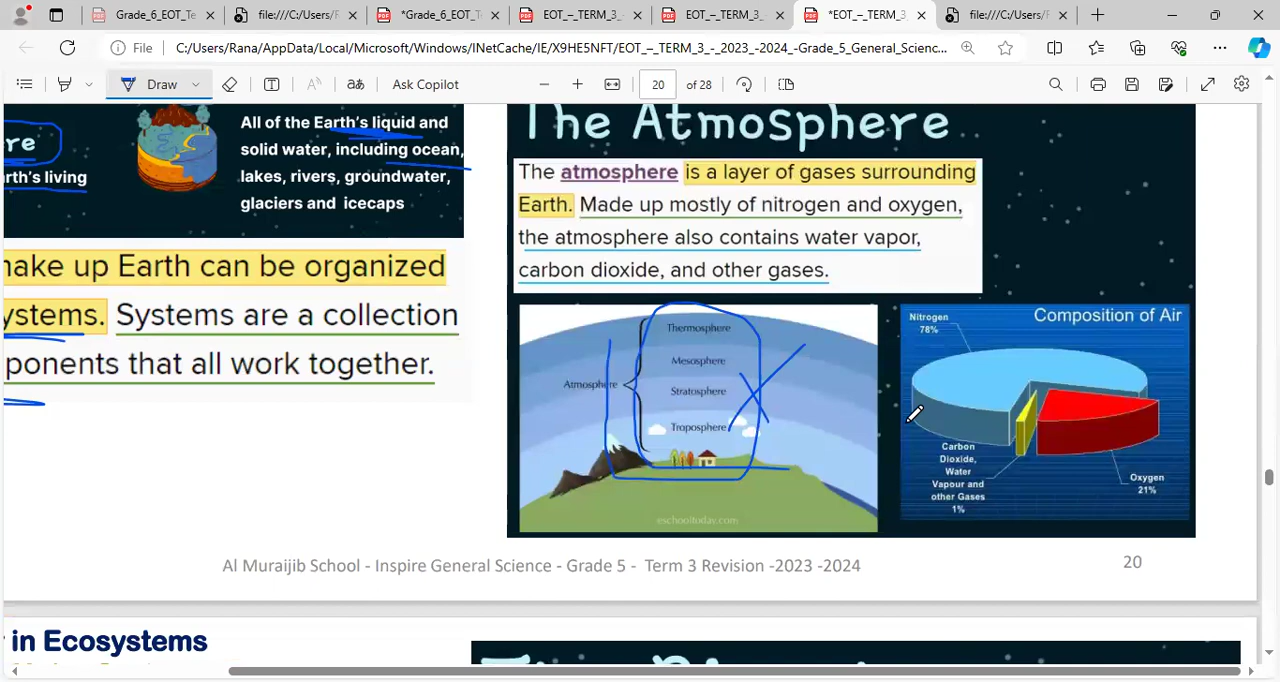 Grade_6_EOT_Te
file:///C:/Users/F
*Grade_6_EOT_T
EOT_–_TERM_3_
EOT_–_TERM_3_
*EOT_–_TERM_3_
file:///C:/Users/R
File
C:/Users/Rana/AppData/Local/Microsoft/Windows/INetCache/IE/X9HE5NFT/EOT_–_TERM_3_-_2023_-2024_-Grade_5_General_Scienc...
Draw
aあ
Ask Copilot
20
of 28
re
arth's living
All of the Earth's liquid and
solid water, including ocean,
lakes, rivers, groundwater,
glaciers and icecaps
make up Earth can be organized
ystems. Systems are a collection
ponents that all work together.
The Atmosphere
The atmosphere is a layer of gases surrounding
Earth. Made up mostly of nitrogen and oxygen,
the atmosphere also contains water vapor,
carbon dioxide, and other gases.
Atmosphere
Thermosphere
Mesosphere
Stratosphere
Troposphere
eschooltoday.com
Composition of Air
Nitrogen
78%
Carbon
Dioxide,
Water
Vapour and
other Gases
1%
Oxygen
21%
Al Muraijib School - Inspire General Science - Grade 5 - Term 3 Revision -2023 -2024
20
in Ecosystems